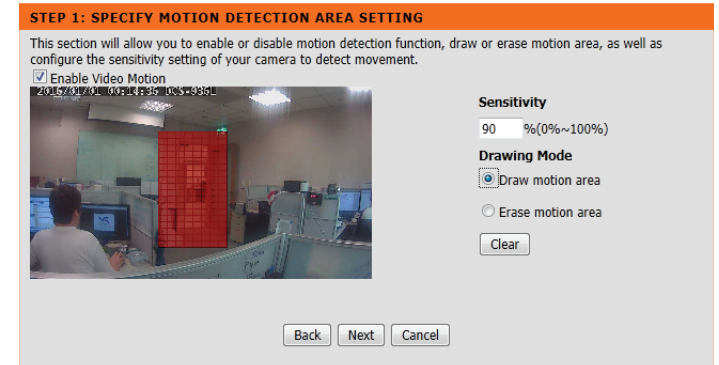 STEP 1: SPECIFY MOTION DETECTION AREA SETTING
This section will allow you to enable or disable motion detection function, draw or erase motion area, as well as
configure the sensitivity setting of your camera to detect movement.
Enable Video Motion
2016/01/01 00:14:36 DCS-936L
Sensitivity
90 %(0%~100%)
Drawing Mode
Draw motion area
Erase motion area
Clear
Back Next Cancel